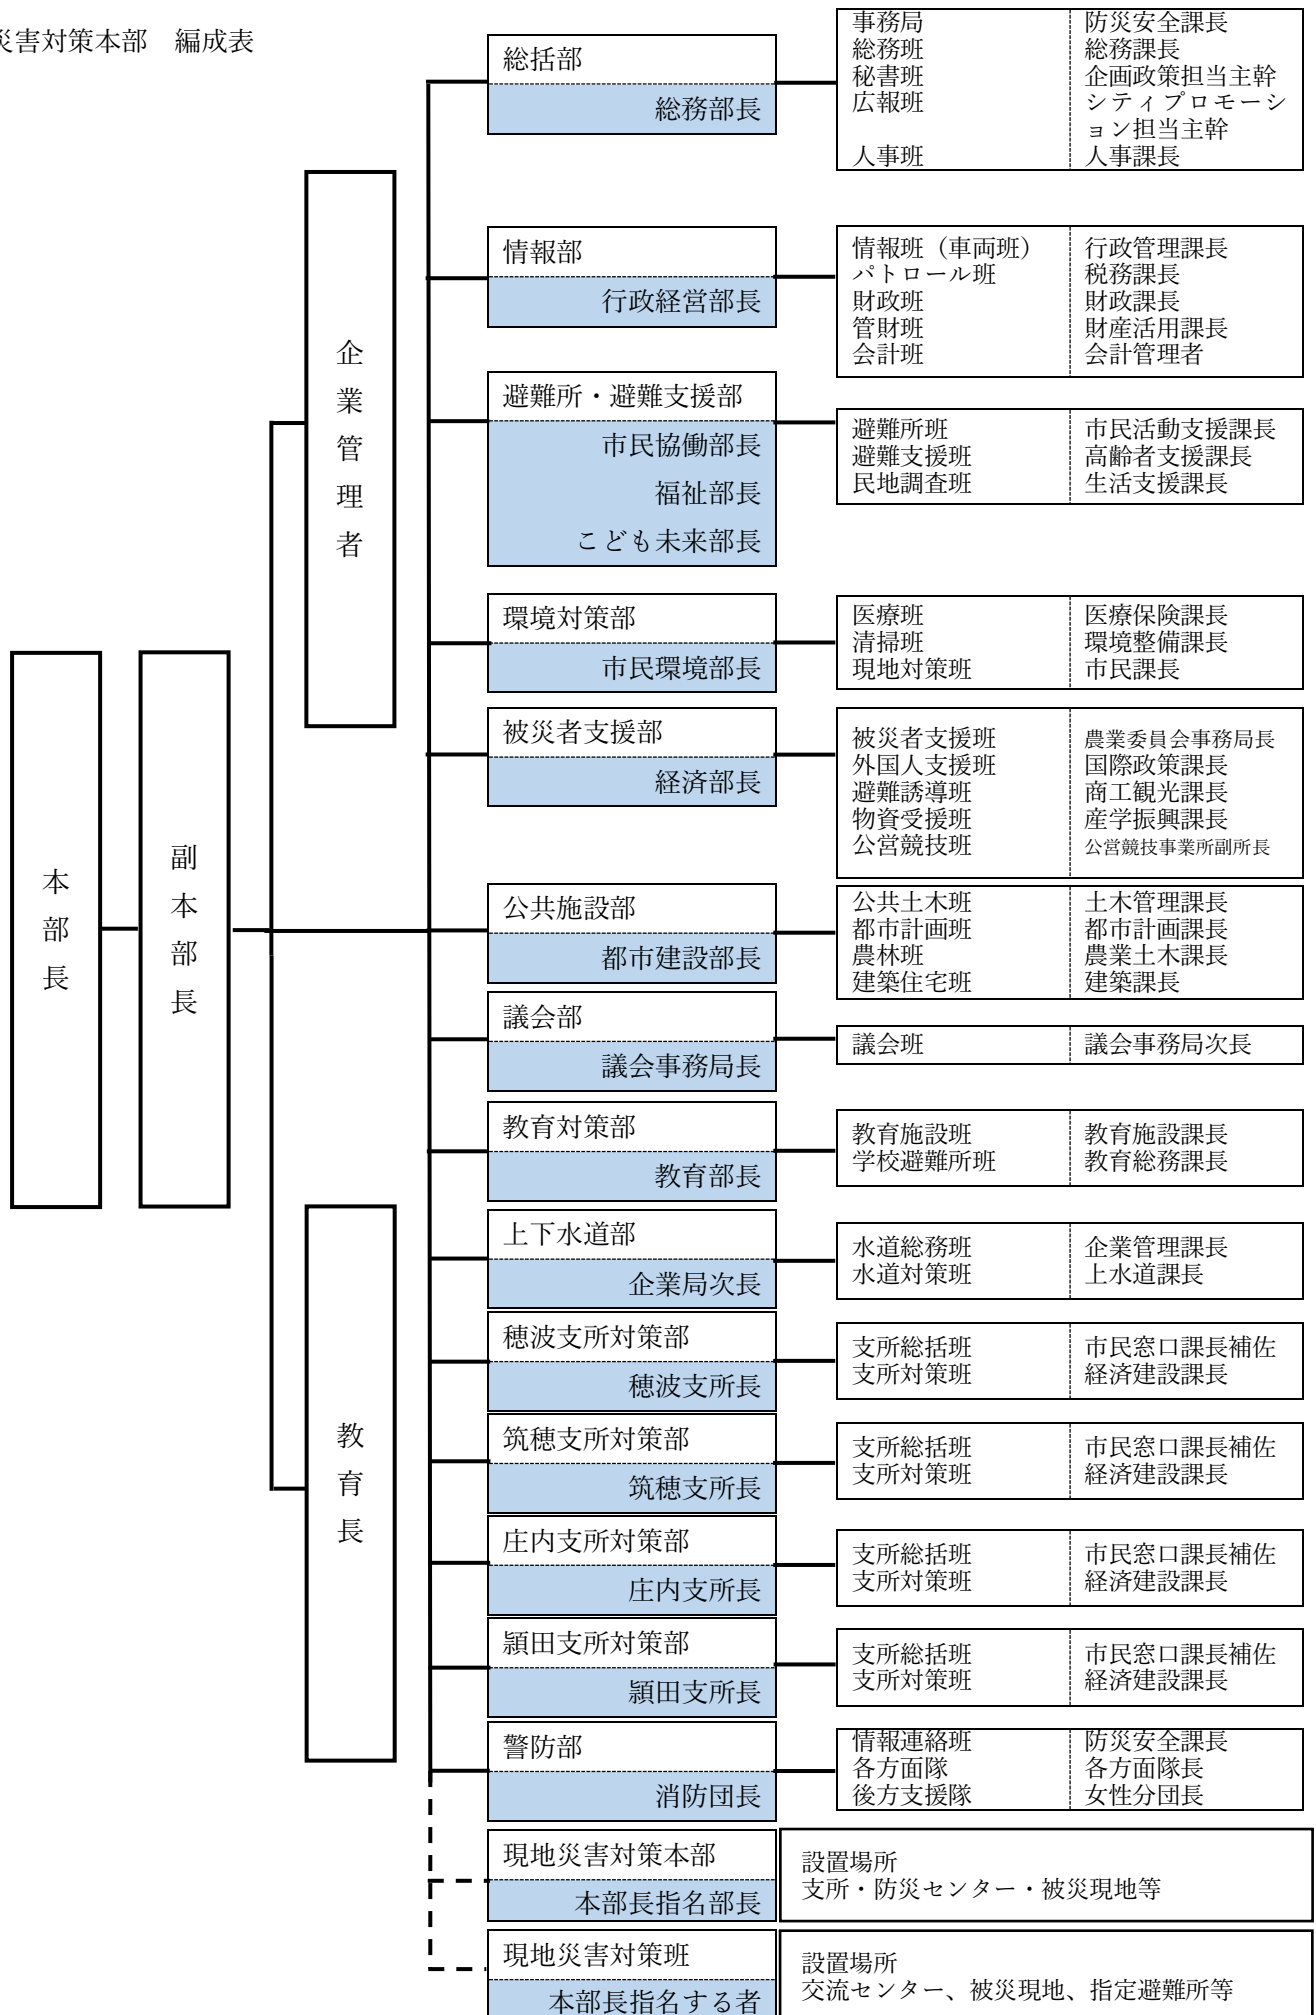 災害対策本部　編成表
本部長
副本部長
企業管理者
教育長
総括部
総務部長
事務局　防災安全課長
総務班　総務課長
秘書班　企画政策担当主幹
広報班　シティプロモーシ
ョン担当主幹
人事班　人事課長
情報部
行政経営部長
情報班（車両班）　行政管理課長
パトロール班　税務課長
財政班　財政課長
管財班　財産活用課長
会計班　会計管理者
避難所・避難支援部
市民協働部長
福祉部長
こども未来部長
避難所班　市民活動支援課長
避難支援班　高齢者支援課長
民地調査班　生活支援課長
環境対策部
市民環境部長
医療班　医療保険課長
清掃班　環境整備課長
現地対策班　市民課長
被災者支援部
経済部長
被災者支援班　農業委員会事務局長
外国人支援班　国際政策課長
避難誘導班　商工観光課長
物資受援班　産学振興課長
公営競技班　公営競技事業所副所長
公共施設部
都市建設部長
公共土木班　土木管理課長
都市計画班　都市計画課長
農林班　農業土木課長
建築住宅班　建築課長
議会部
議会事務局長
議会班　議会事務局次長
教育対策部
教育部長
教育施設班　教育施設課長
学校避難所班　教育総務課長
上下水道部
企業局次長
水道総務班　企業管理課長
水道対策班　上水道課長
穂波支所対策部
穂波支所長
支所総括班　市民窓口課長補佐
支所対策班　経済建設課長
筑穂支所対策部
筑穂支所長
支所総括班　市民窓口課長補佐
支所対策班　経済建設課長
庄内支所対策部
庄内支所長
支所総括班　市民窓口課長補佐
支所対策班　経済建設課長
頴田支所対策部
頴田支所長
支所総括班　市民窓口課長補佐
支所対策班　経済建設課長
警防部
消防団長
情報連絡班　防災安全課長
各方面隊　各方面隊長
後方支援隊　女性分団長
現地災害対策本部
本部長指名部長
設置場所
支所・防災センター・被災現地等
現地災害対策班
本部長指名する者
設置場所
交流センター、被災現地、指定避難所等